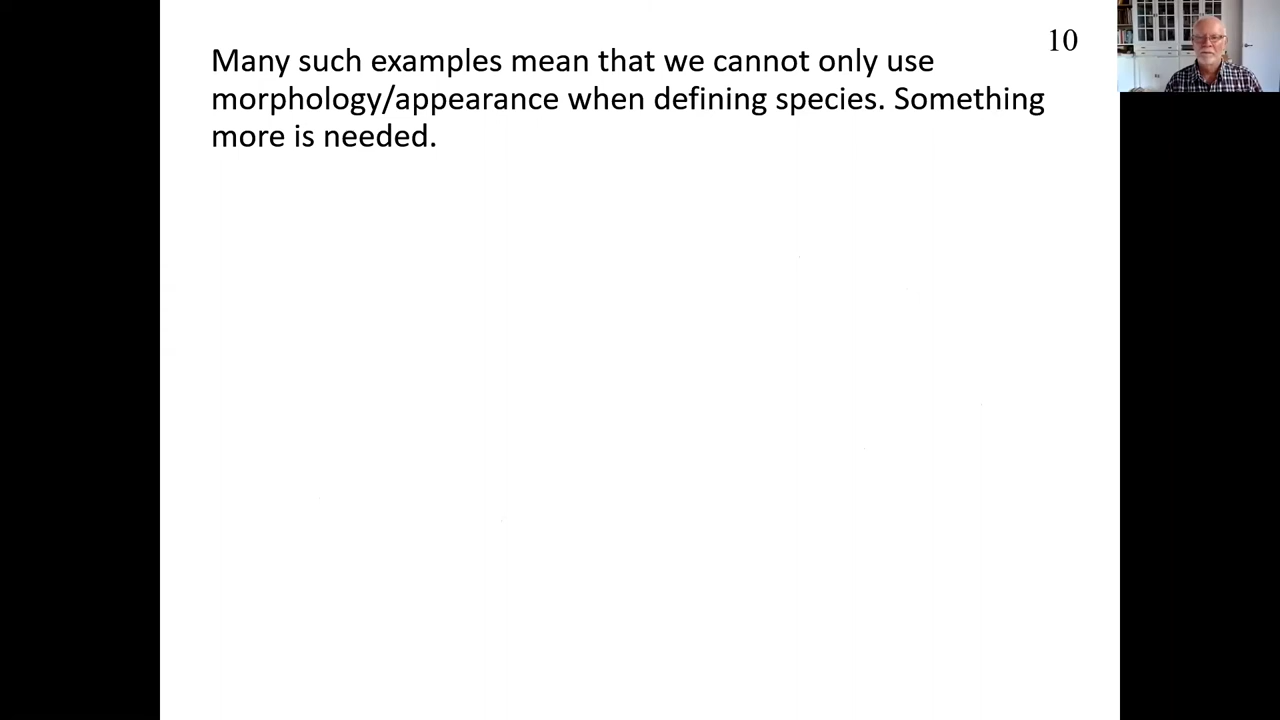 10
Many such examples mean that we cannot only use
morphology/appearance when defining species. Something
more is needed.